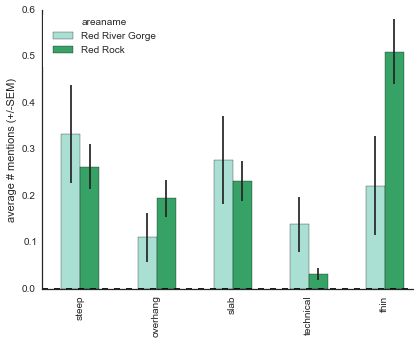 0.6
0.5
0.4
0.3
0.2
0.1
0.0
average # mentions (+/-SEM)
areaname
Red River Gorge
Red Rock
steep
overhang
slab
technical
thin